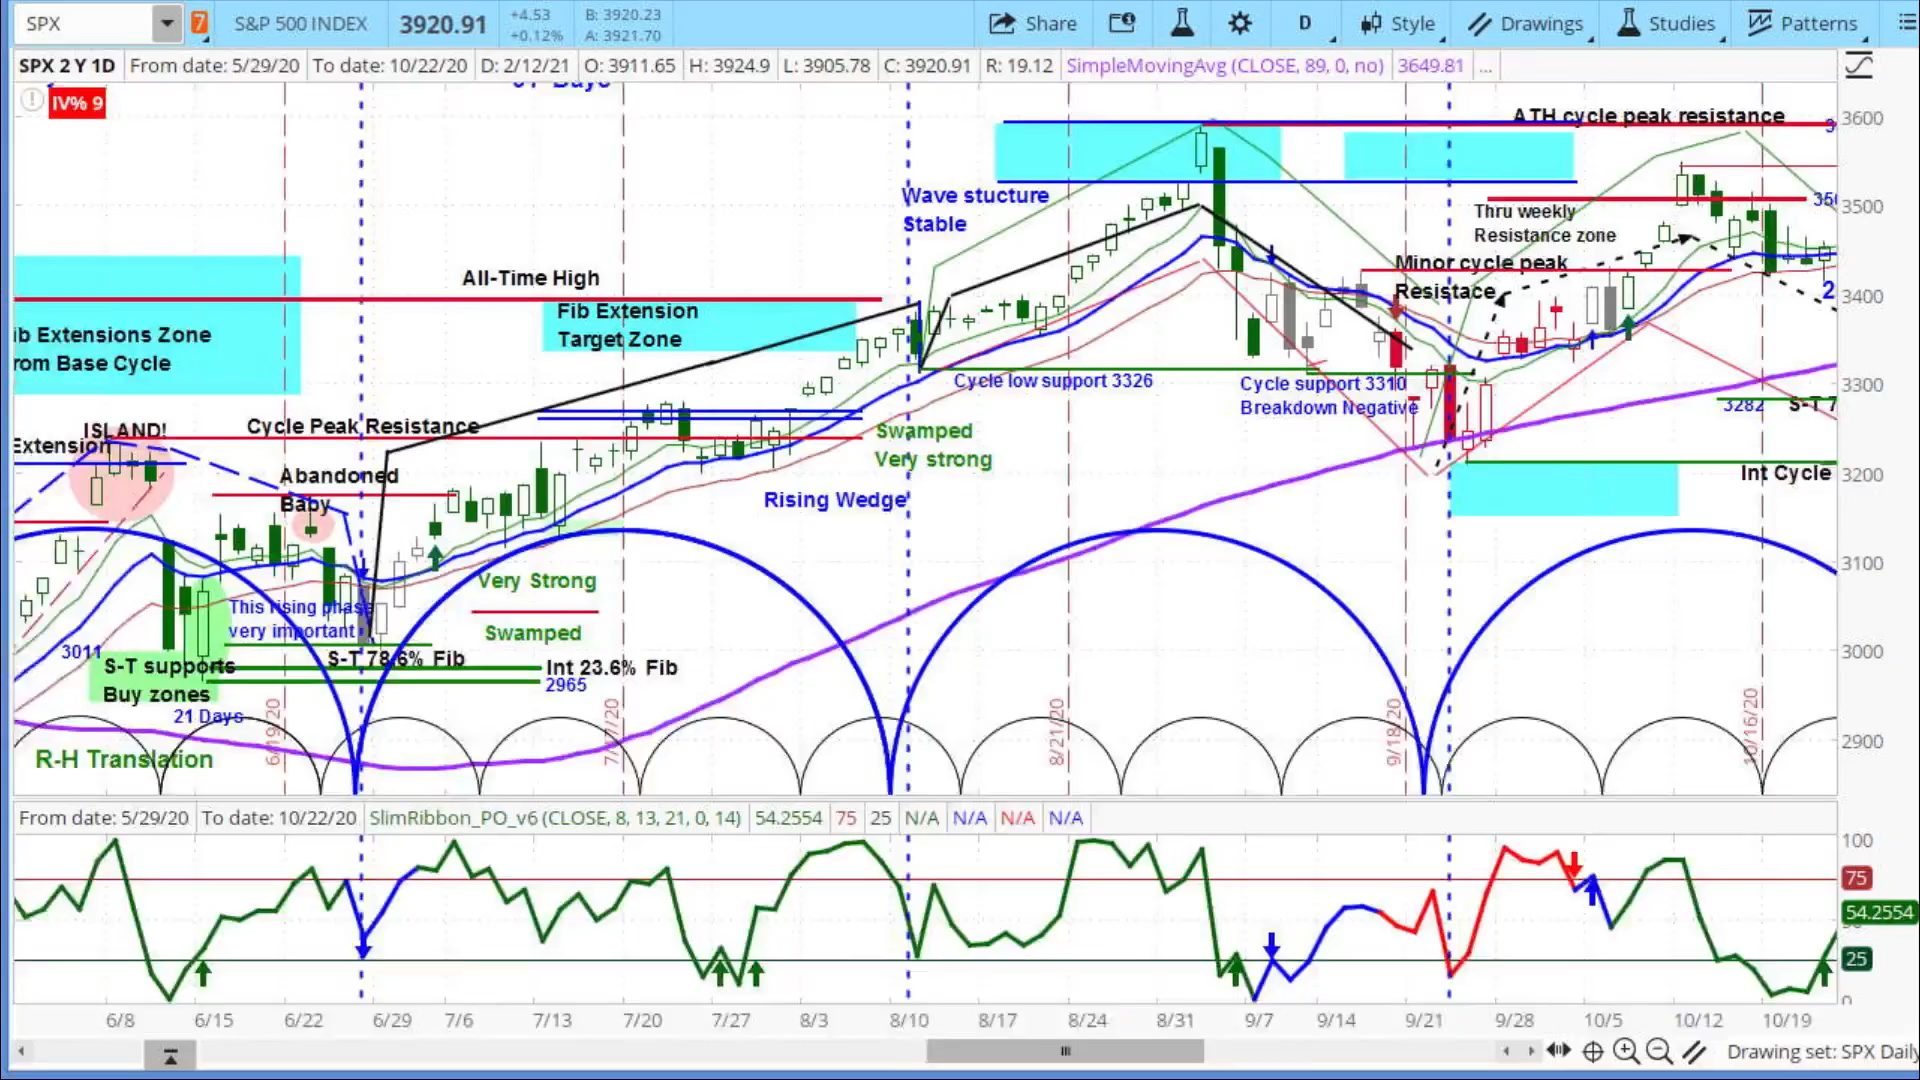 SPX
7
S&P 500 INDEX
3920.91
+4.53
+0.12%
B: 3920.23
A: 3921.70
Share
D
Style
Drawings
Studies
Patterns
SPX 2 Y 1D
From date: 5/29/20
To date: 10/22/20
D: 2/12/21
O: 3911.65
H: 3924.9
L: 3905.78
C: 3920.91
R: 19.12
SimpleMovingAvg (CLOSE, 89, 0, no)
3649.81
...
IV% 9
ATH cycle peak resistance
3600
Wave stucture
Stable
3500
Thru weekly
Resistance zone
All-Time High
Minor cycle peak
Resistace
3400
Fib Extension
Target Zone
ib Extensions Zone
rom Base Cycle
Cycle low support 3326
Cycle support 3310
Breakdown Negative
3300
3282
S-T 7
ISLAND!
Extension
Cycle Peak Resistance
Swamped
Very strong
Abandoned
Baby
Rising Wedge
Int Cycle
3200
3100
Very Strong
Swamped
This rising phase
very important
3011
S-T supports
Buy zones
S-T 78.6% Fib
Int 23.6% Fib
2965
3000
21 Days
R-H Translation
6/19/20
7/17/20
8/21/20
9/18/20
10/16/20
2900
From date: 5/29/20
To date: 10/22/20
SlimRibbon_PO_v6 (CLOSE, 8, 13, 21, 0, 14)
54.2554
75
25
N/A
N/A
N/A
N/A
100
75
54.2554
25
0
6/8
6/15
6/22
6/29
7/6
7/13
7/20
7/27
8/3
8/10
8/17
8/24
8/31
9/7
9/14
9/21
9/28
10/5
10/12
10/19
Drawing set: SPX Daily